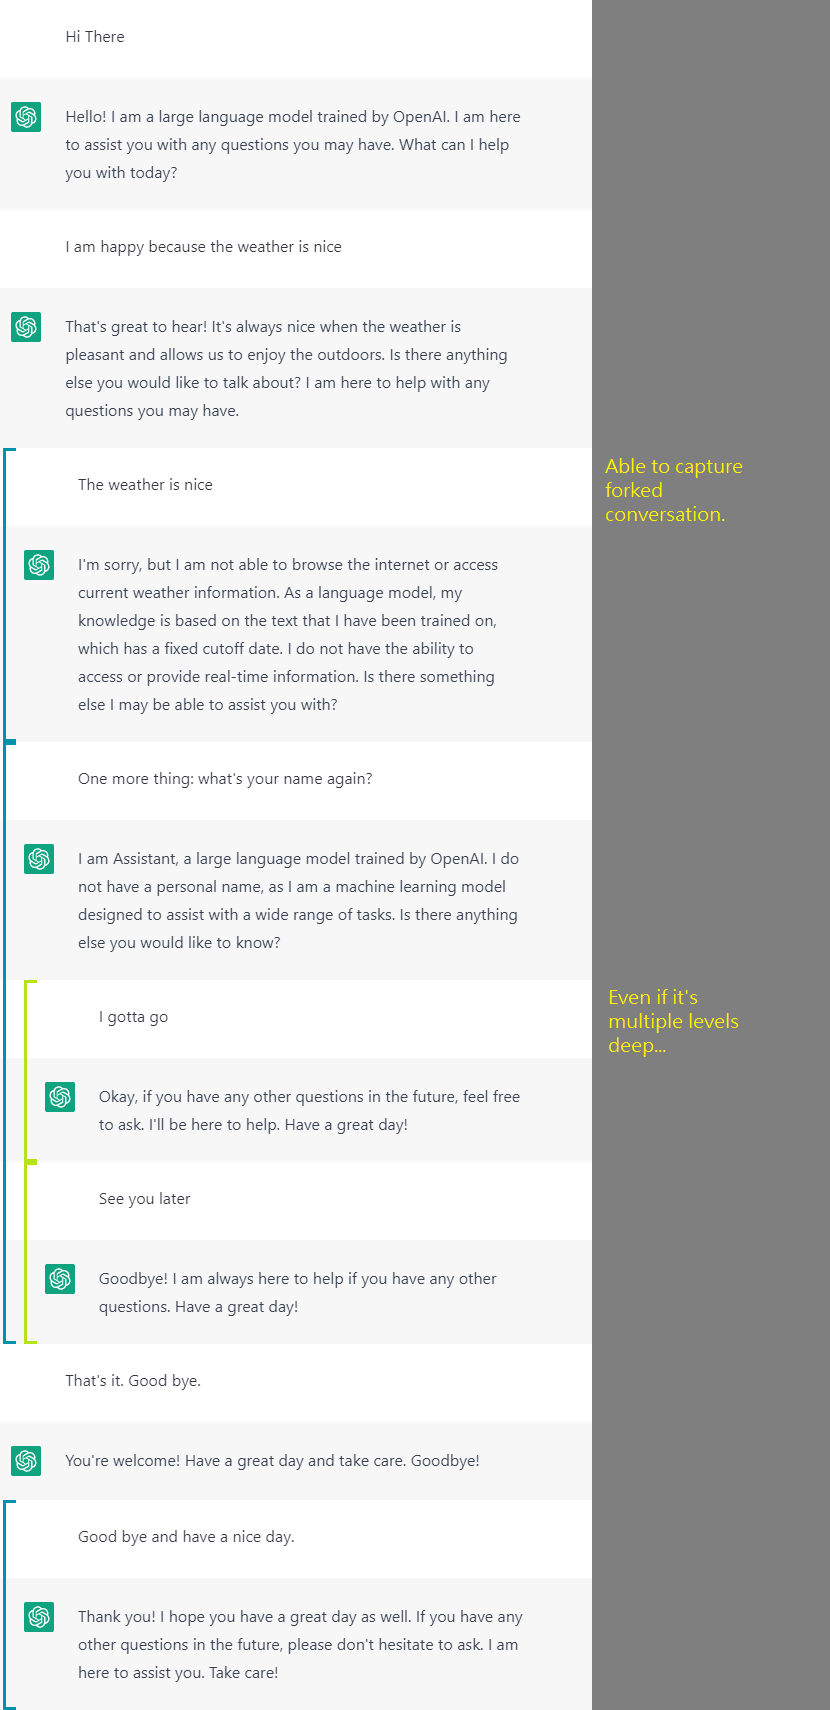 Hi There
Hello! I am a large language model trained by OpenAI. I am here
to assist you with any questions you may have. What can I help
you with today?
I am happy because the weather is nice
That's great to hear! It's always nice when the weather is
pleasant and allows us to enjoy the outdoors. Is there anything
else you would like to talk about? I am here to help with any
questions you may have.
Able to capture
forked
conversation.
The weather is nice
I'm sorry, but I am not able to browse the internet or access
current weather information. As a language model, my
knowledge is based on the text that I have been trained on,
which has a fixed cutoff date. I do not have the ability to
access or provide real-time information. Is there something
else I may be able to assist you with?
One more thing: what's your name again?
I am Assistant, a large language model trained by OpenAI. I do
not have a personal name, as I am a machine learning model
designed to assist with a wide range of tasks. Is there anything
else you would like to know?
Even if it's
multiple levels
deep...
I gotta go
Okay, if you have any other questions in the future, feel free
to ask. I'll be here to help. Have a great day!
See you later
Goodbye! I am always here to help if you have any other
questions. Have a great day!
That's it. Good bye.
You're welcome! Have a great day and take care. Goodbye!
Good bye and have a nice day.
Thank you! I hope you have a great day as well. If you have any
other questions in the future, please don't hesitate to ask. I am
here to assist you. Take care!